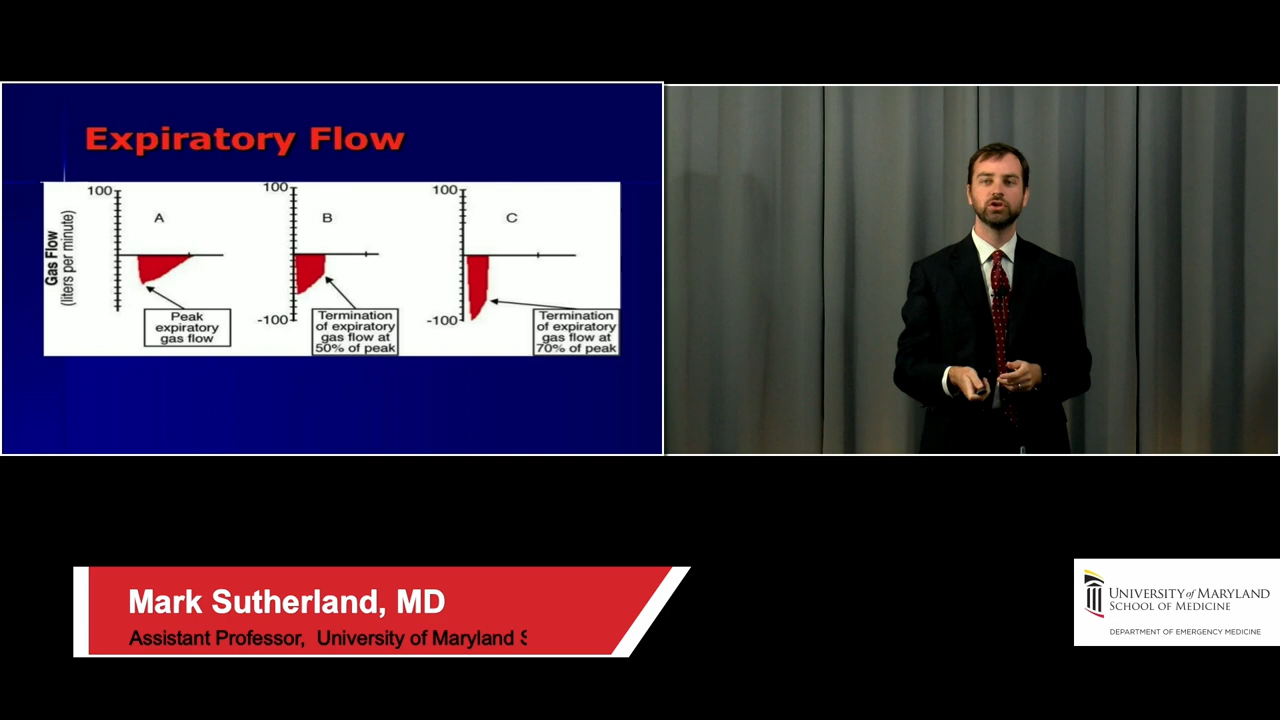 Expiratory Flow
100
A
Gas Flow
(liters per minute)
Peak
expiratory
gas flow
100
B
-100
Termination
of expiratory
gas flow at
50% of peak
100
C
-100
Termination
of expiratory
gas flow at
70% of peak
Mark Sutherland, MD
Assistant Professor, University of Maryland S
UNIVERSITY of MARYLAND
SCHOOL OF MEDICINE
DEPARTMENT OF EMERGENCY MEDICINE